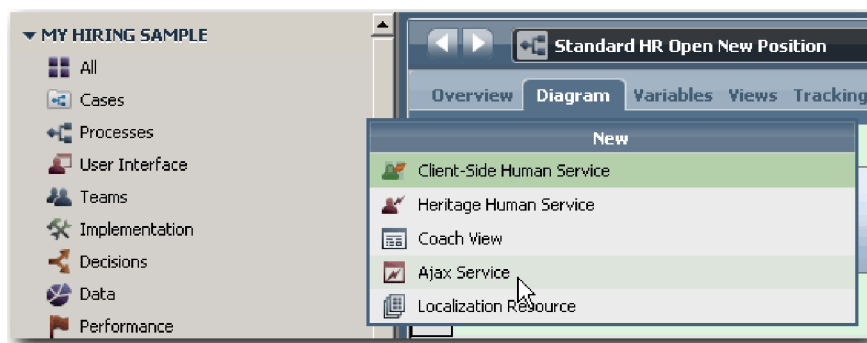 MY HIRING SAMPLE
All
Cases
Processes
User Interface
Teams
Implementation
Decisions
Data
Performance
Standard HR Open New Position
Overview Diagram Variables Views Tracking
New
Client-Side Human Service
Heritage Human Service
Coach View
Ajax Service
Localization Resource